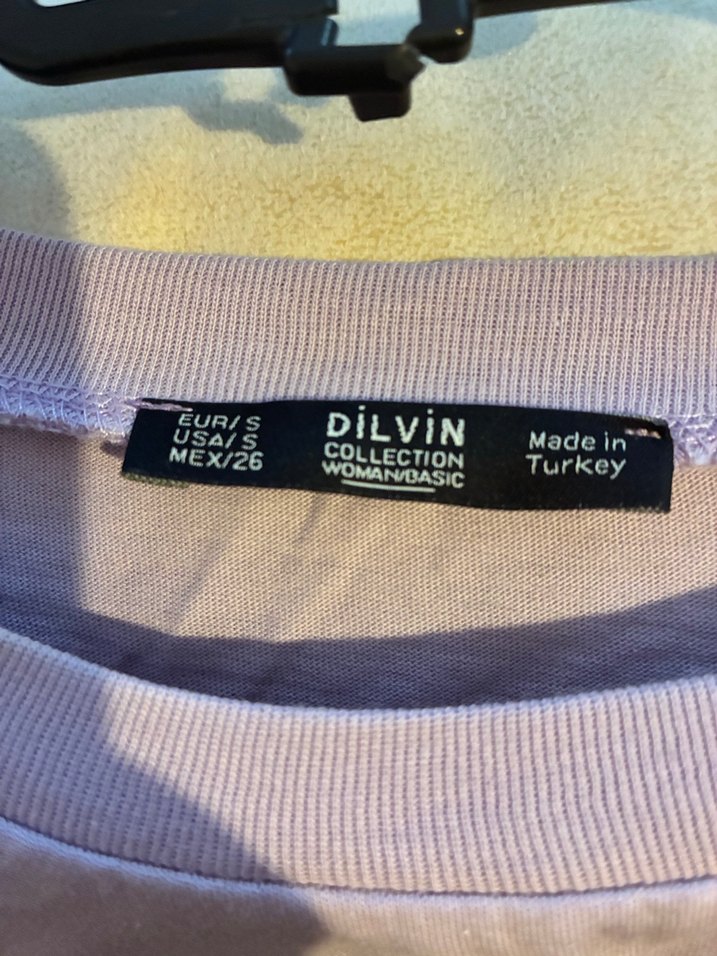 EUR/S
USA/S
MEX/26
DiLViN
COLLECTION
WOMAN/BASIC
Made in
Turkey